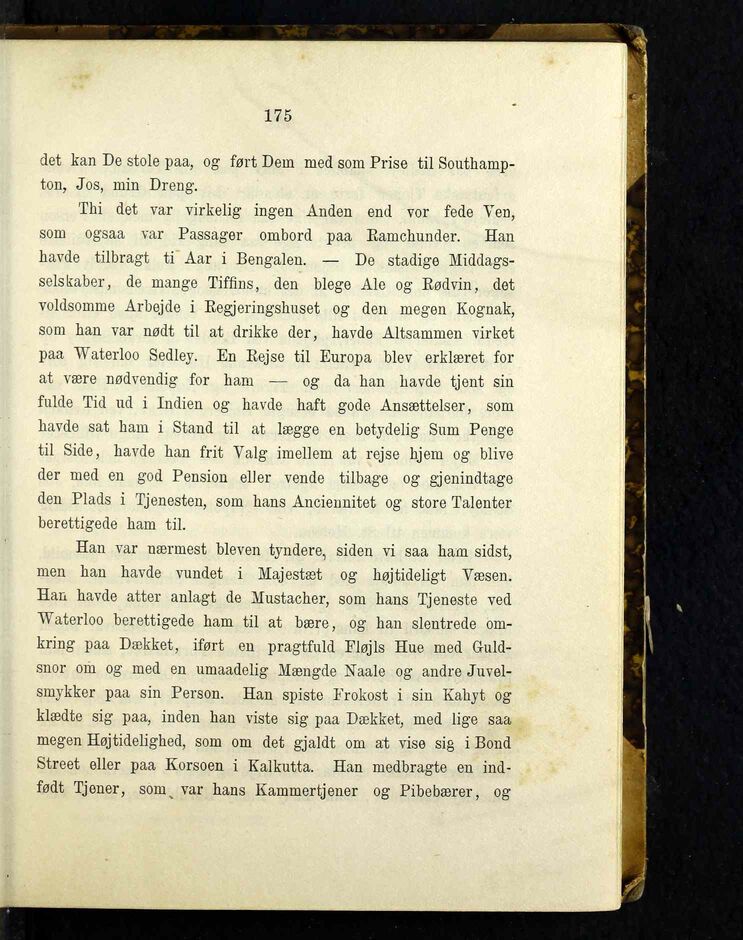 175
det kan De stole paa, og ført Dem med som Prise til Southamp-
ton, Jos, min Dreng.
Thi det var virkelig ingen Anden end vor fede Ven,
som ogsaa var Passager ombord paa Ramchunder. Han
havde tilbragt ti Aar i Bengalen. — De stadige Middags-
selskaber, de mange Tiffins, den blege Ale og Rødvin, det
voldsomme Arbejde i Regjeringshuset og den megen Kognak,
som han var nødt til at drikke der, havde Altsammen virket
paa Waterloo Sedley. En Rejse til Europa blev erklæret for
at være nødvendig for ham — og da han havde tjent sin
fulde Tid ud i Indien og havde haft gode Ansættelser, som
havde sat ham i Stand til at lægge en betydelig Sum Penge
til Side, havde han frit Valg imellem at rejse hjem og blive
der med en god Pension eller vende tilbage og gjenindtage
den Plads i Tjenesten, som hans Anciennitet og store Talenter
berettigede ham til.
Han var nærmest bleven tyndere, siden vi saa ham sidst,
men han havde vundet i Majestæt og højtideligt Væsen.
Han havde atter anlagt de Mustacher, som hans Tjeneste ved
Waterloo berettigede ham til at bære, og han slentrede om-
kring paa Dækket, iført en pragtfuld Fløjls Hue med Guld-
snor om og med en umaadelig Mængde Naale og andre Juvel-
smykker paa sin Person. Han spiste Frokost i sin Kahyt og
klædte sig paa, inden han viste sig paa Dækket, med lige saa
megen Højtidelighed, som om det gjaldt om at vise sig i Bond
Street eller paa Korsoen i Kalkutta. Han medbragte en ind-
født Tjener, som var hans Kammertjener og Pibebærer, og